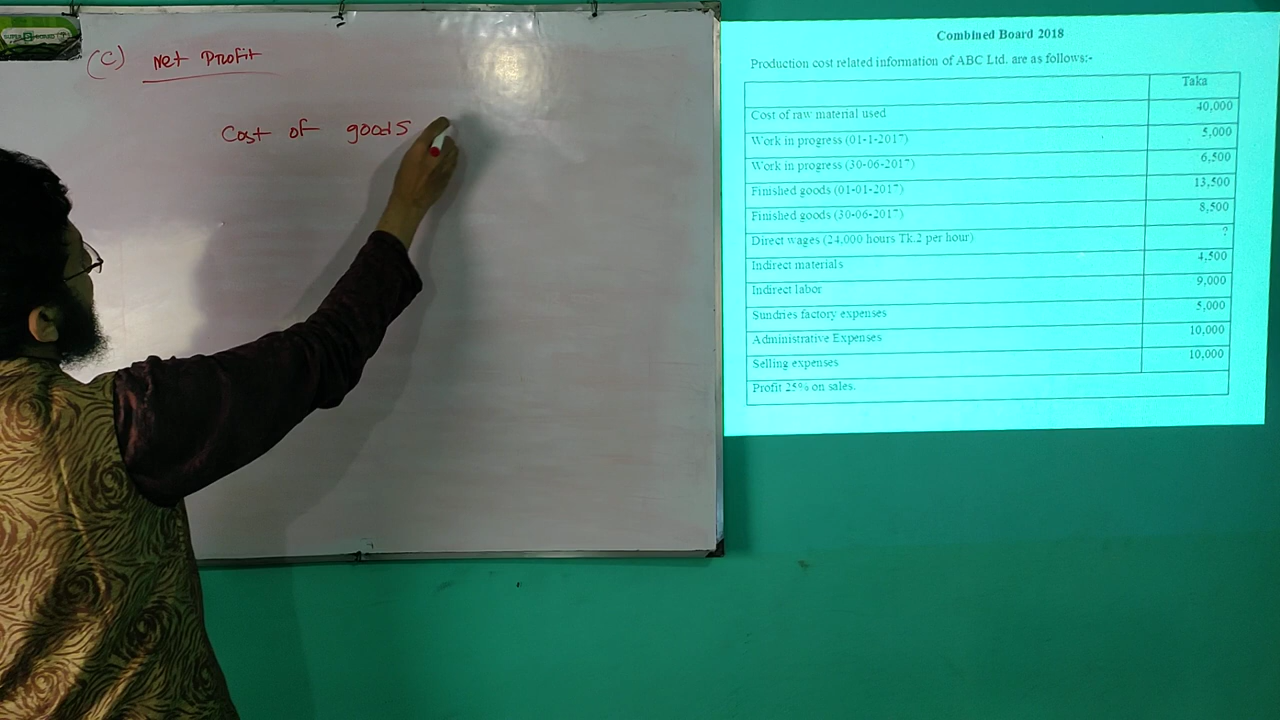 (C) Net Profit
Cost of goods
Combined Board 2018
Production cost related information of ABC Ltd. are as follows:-
Taka
Cost of raw material used 40,000
Work in progress (01-1-2017) 5,000
Work in progress (30-06-2017) 6,500
Finished goods (01-01-2017) 13,500
Finished goods (30-06-2017) 8,500
Direct wages (24,000 hours Tk.2 per hour) ?
Indirect materials 4,500
Indirect labor 9,000
Sundries factory expenses 5,000
Administrative Expenses 10,000
Selling expenses 10,000
Profit 25% on sales.